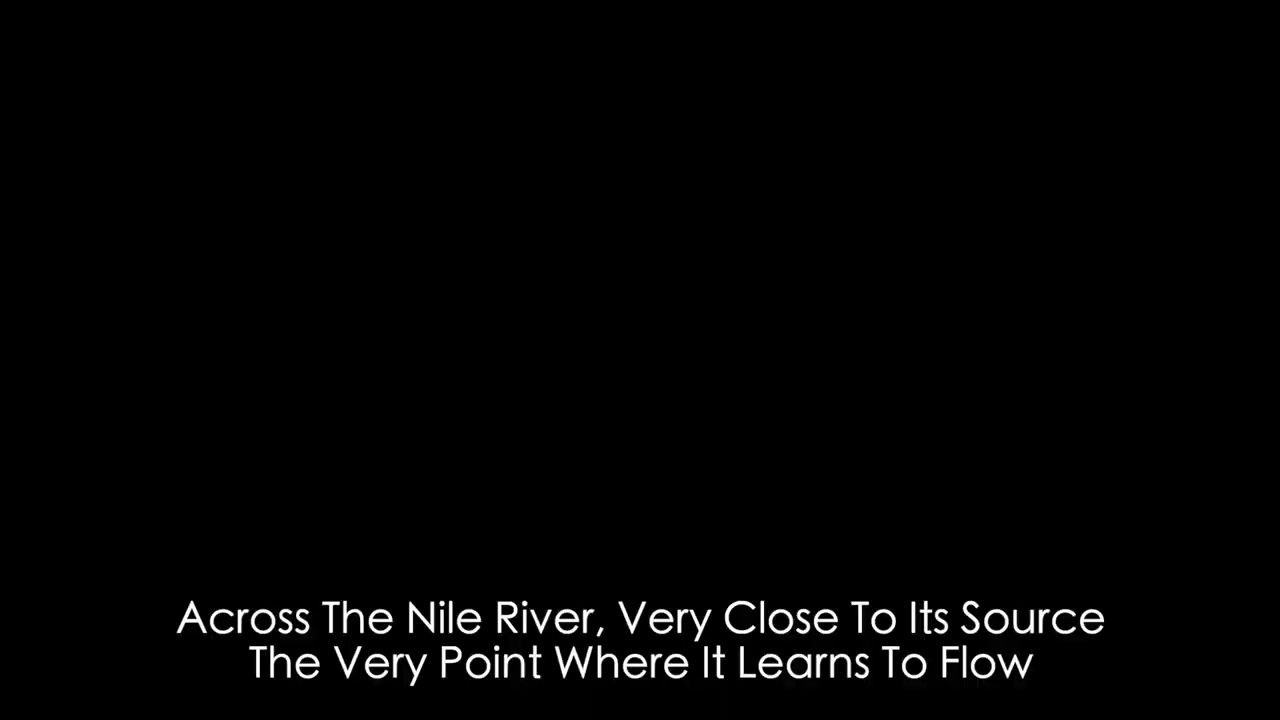 Across The Nile River, Very Close To Its Source
The Very Point Where It Learns To Flow